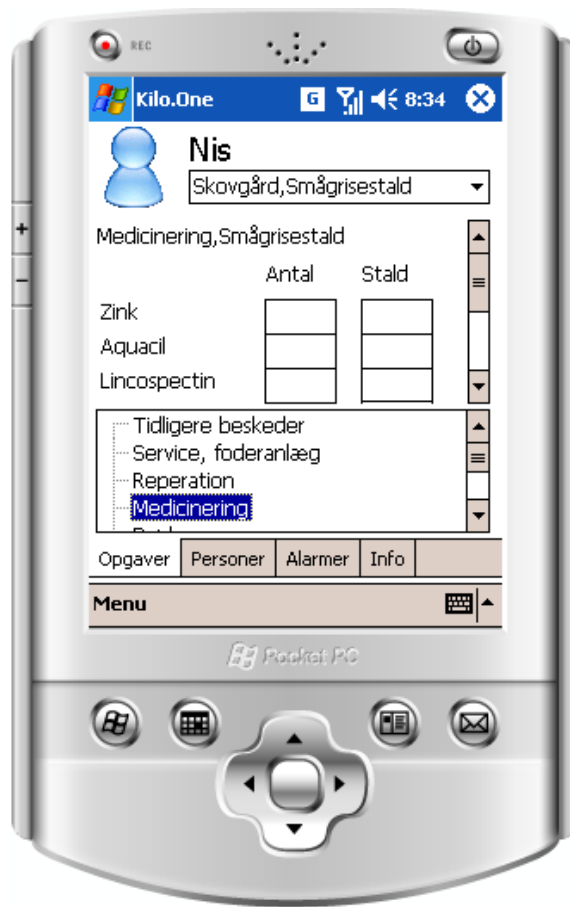 REC
Kilo.One G 8:34
Nis
Skovgård,Smågrisestald
+
Medicinering,Smågrisestald
−
Antal Stald
Zink
Aquacil
Lincospectin
Tidligere beskeder
Service, foderanlæg
Reperation
Medicinering
Opgaver Personer Alarmer Info
Menu
Pocket PC